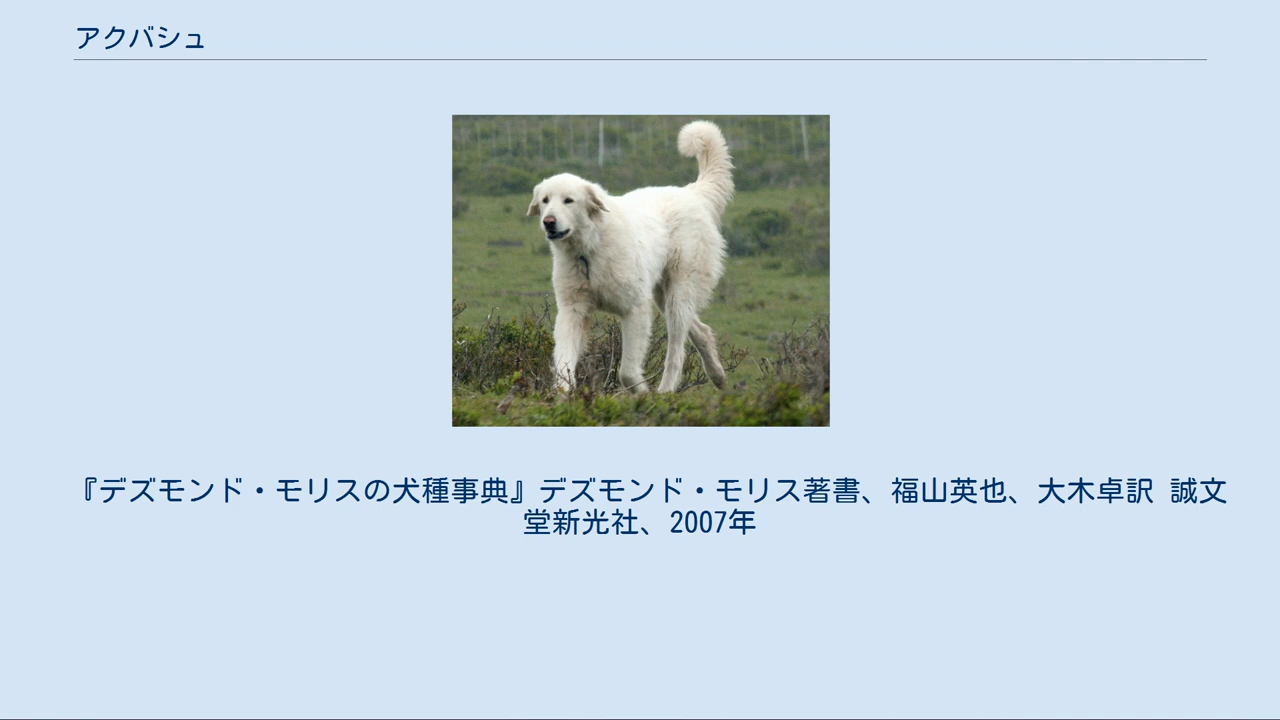 アクバシュ
『デズモンド・モリスの犬種事典』デズモンド・モリス著書、福山英也、大木卓訳 誠文
堂新光社、2007年